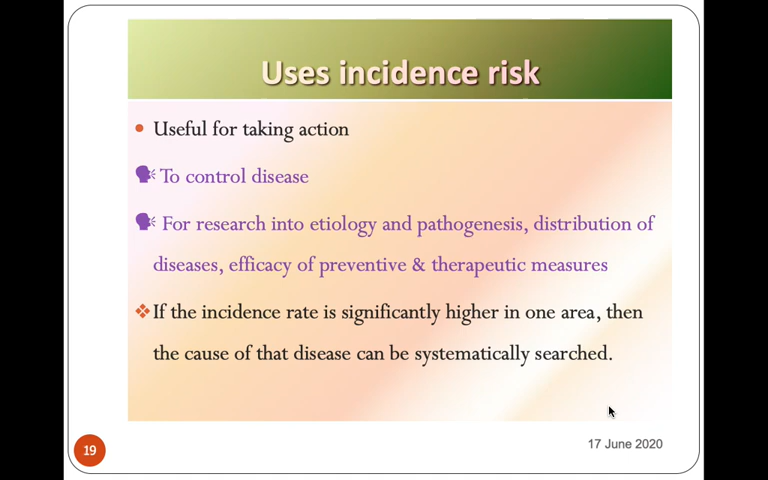 Uses incidence risk
Useful for taking action
To control disease
For research into etiology and pathogenesis, distribution of
diseases, efficacy of preventive & therapeutic measures
If the incidence rate is significantly higher in one area, then
the cause of that disease can be systematically searched.
19
17 June 2020